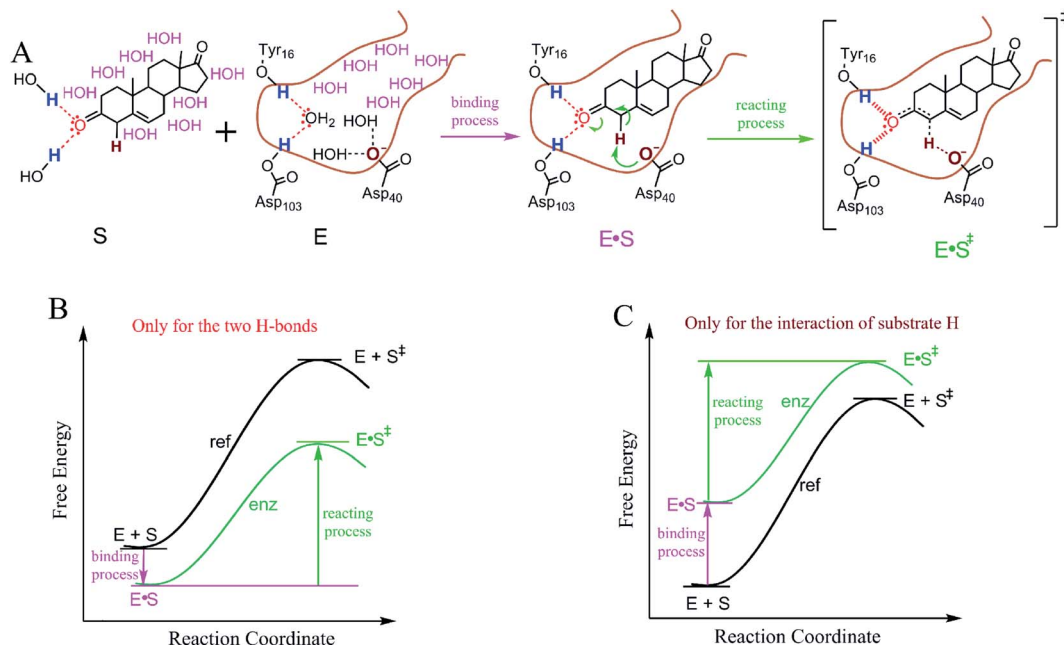 A
HOH
HOH
HOH
HOH
HOH
HOH
HOH
HOH
HO
H
O
H
H
HO
O
S
+
Tyr16
O
H
OH2
H
O
O
Asp103
HOH
HOH
HOH
HOH
HOH
HOH
HOH
HOH
O−
O
Asp40
E
binding
process
Tyr16
O
H
O
H
O
O
Asp103
O
H
O−
O
Asp40
E•S
reacting
process
Tyr16
O
H
O
H
O
O
Asp103
O
H
O
O
Asp40
‡
E•S‡
B
Only for the two H-bonds
Free Energy
E + S‡
E•S‡
ref
enz
reacting
process
E + S
binding
process
E•S
Reaction Coordinate
C
Only for the interaction of substrate H
Free Energy
E•S‡
reacting
process
enz
E + S‡
ref
E•S
binding
process
E + S
Reaction Coordinate